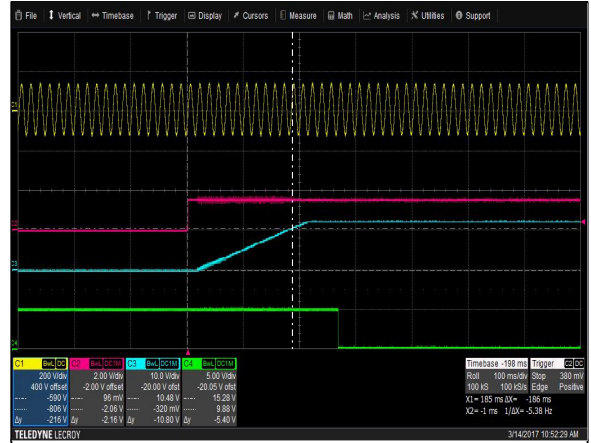 File Vertical Timebase Trigger Display Cursors Measure Math Analysis Utilities Support
C1
C2
C3
C4
C1 BwL DC C2 BwL DC1M C3 BwL DC1M C4 BwL DC1M
200 V/div 2.00 V/div 10.0 V/div 5.00 V/div
400 V offset -2.00 V offset -20.00 V ofst -20.05 V ofst
-590 V 96 mV 10.48 V 15.28 V
-806 V -2.06 V -320 mV 9.88 V
Δy -216 V Δy -2.16 V Δy -10.80 V Δy -5.40 V
Timebase -198 ms Trigger C2 DC
Roll 100 ms/div Stop 380 mV
100 kS 100 kS/s Edge Positive
X1= 185 ms ΔX= -186 ms
X2= -1 ms 1/ΔX= -5.38 Hz
TELEDYNE LECROY 3/14/2017 10:52:29 AM